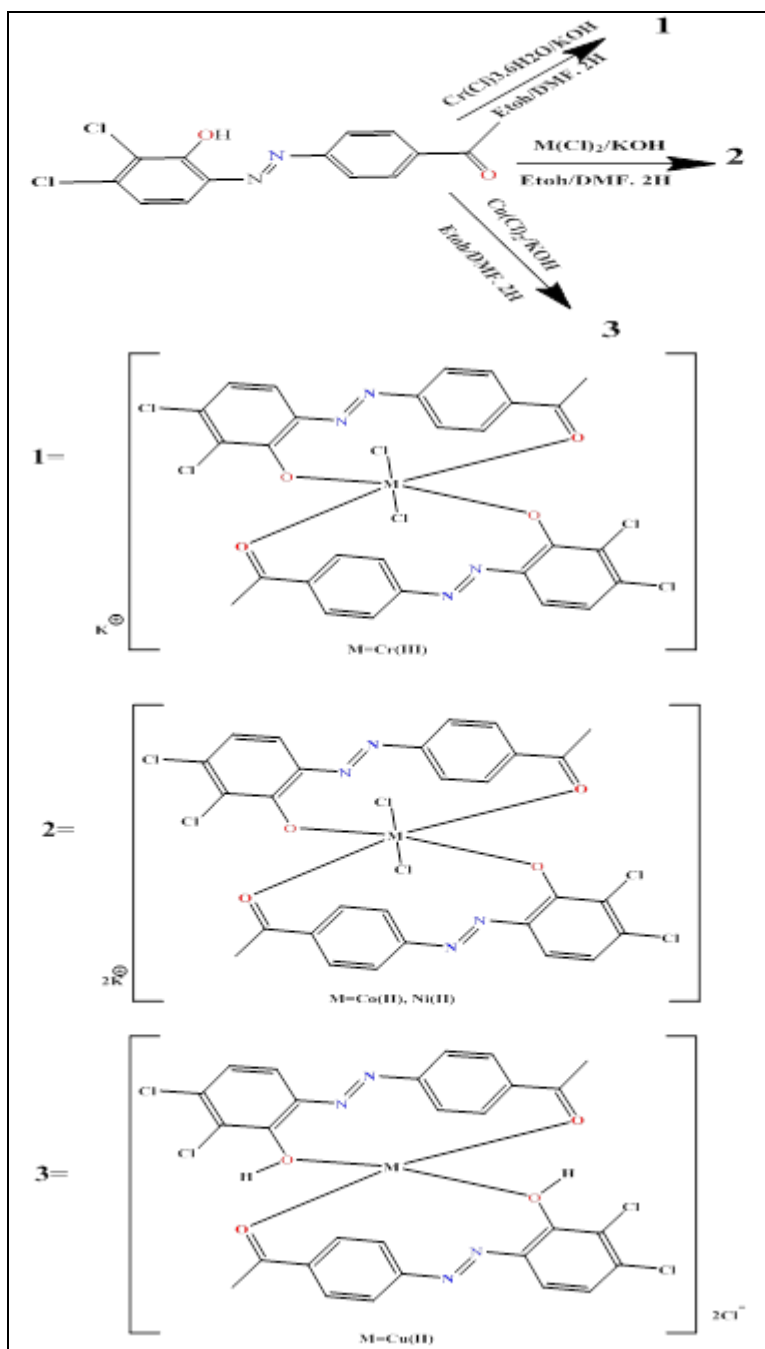 1
Cr(Cl)3.6H2O/KOH
Etoh/DMF. 2H
Cl
OH
Cl
N
N
O
M(Cl)2/KOH
2
Etoh/DMF. 2H
Cu(Cl)2/KOH
Etoh/DMF. 2H
3
N
Cl
N
O
Cl
Cl
1=
O
M
O
Cl
Cl
O
N
Cl
N
K⊕
M=Cr(III)
N
Cl
N
O
Cl
Cl
2=
O
M
O
Cl
Cl
O
N
Cl
N
2K⊕
M=Co(II), Ni(II)
N
Cl
N
O
Cl
O
H
H
3=
M
O
O
Cl
N
Cl
N
2Cl⁻
M=Cu(II)